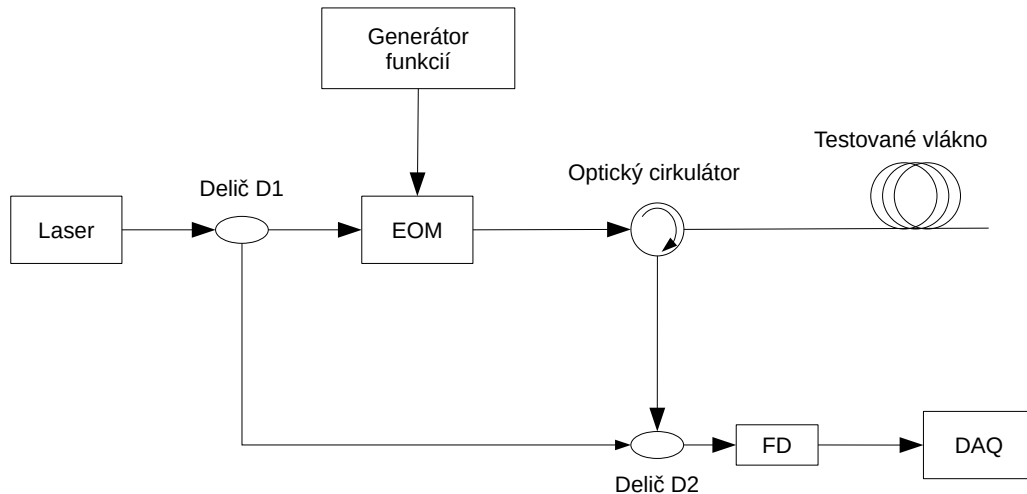 Generátor
funkcií
Testované vlákno
Optický cirkulátor
Delič D1
Laser
EOM
FD
DAQ
Delič D2